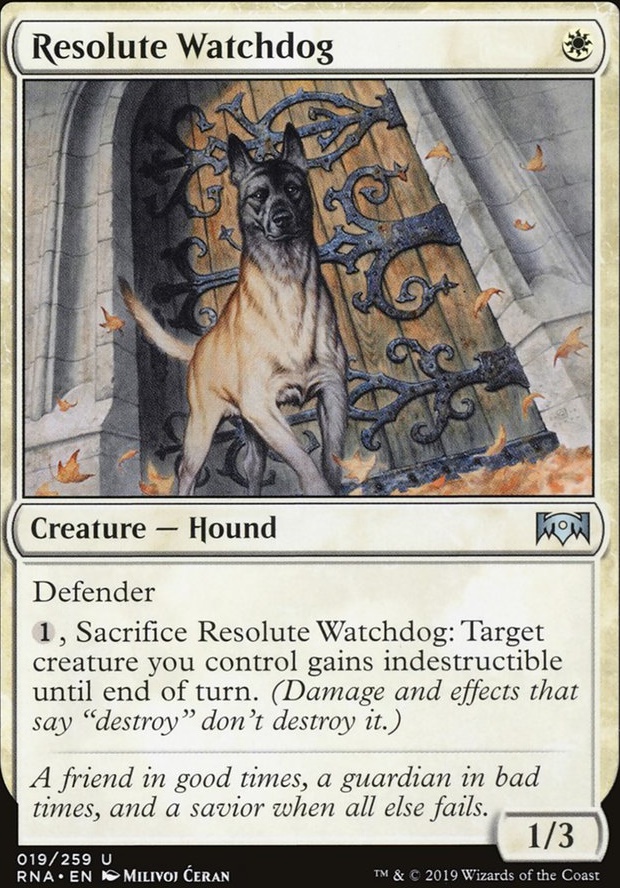 Resolute Watchdog
Creature — Hound
Defender
1, Sacrifice Resolute Watchdog: Target
creature you control gains indestructible
until end of turn. (Damage and effects that
say “destroy” don’t destroy it.)
A friend in good times, a guardian in bad
times, and a savior when all else fails.
1/3
019/259 U
RNA • EN Milivoj Ćeran
™ & © 2019 Wizards of the Coast